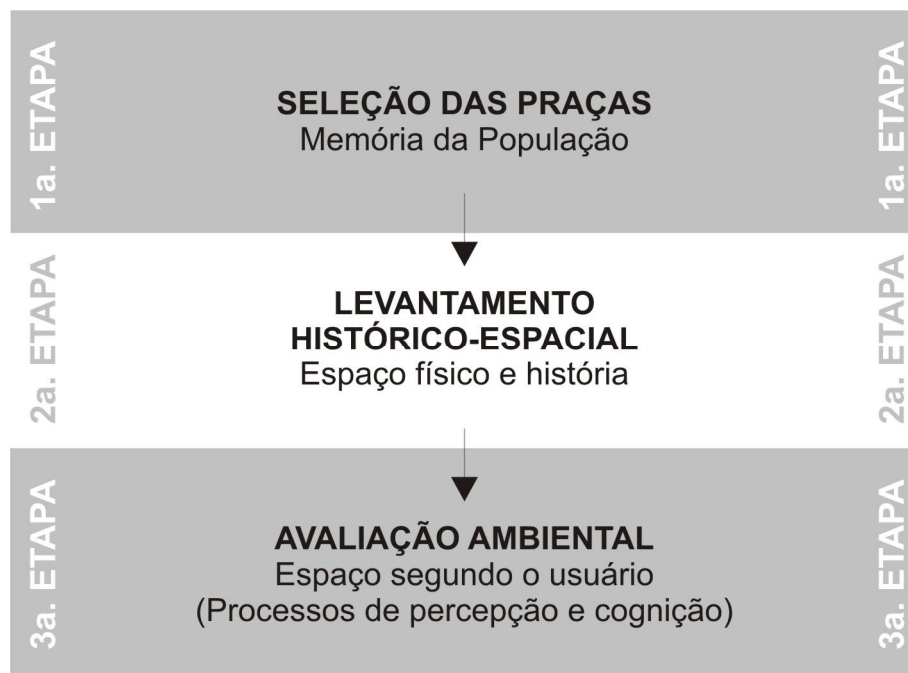 1a. ETAPA
SELEÇÃO DAS PRAÇAS
Memória da População
1a. ETAPA
2a. ETAPA
LEVANTAMENTO
HISTÓRICO-ESPACIAL
Espaço físico e história
2a. ETAPA
3a. ETAPA
AVALIAÇÃO AMBIENTAL
Espaço segundo o usuário
(Processos de percepção e cognição)
3a. ETAPA